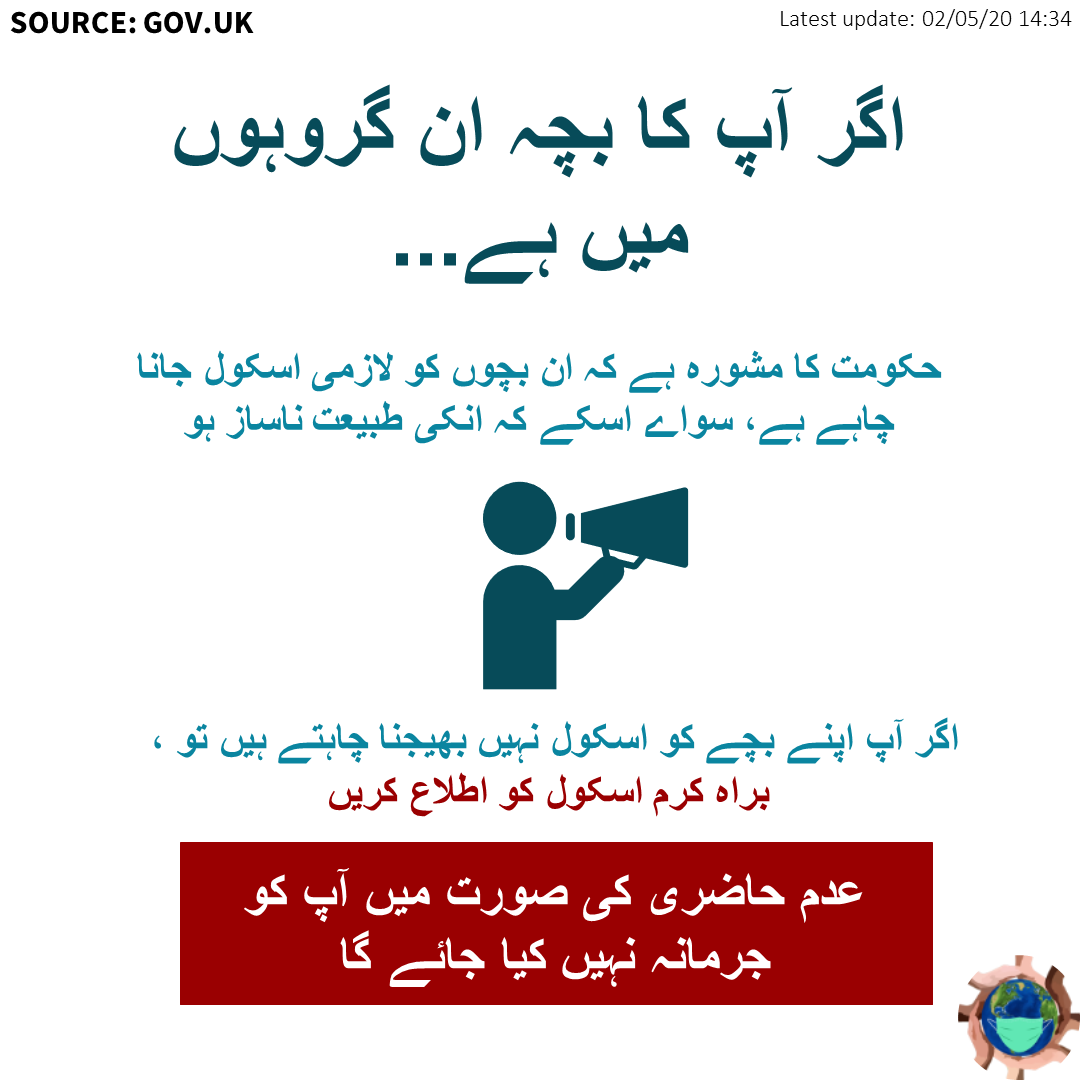 SOURCE: GOV.UK
Latest update: 02/05/20 14:34
اگر آپ کا بچہ ان گروہوں
میں ہے...
حکومت کا مشورہ ہے کہ ان بچوں کو لازمی اسکول جانا
چاہے ہے، سواے اسکے کہ انکی طبیعت ناساز ہو
اگر آپ اپنے بچے کو اسکول نہیں بھیجنا چاہتے ہیں تو ،
براہ کرم اسکول کو اطلاع کریں
عدم حاضری کی صورت میں آپ کو
جرمانہ نہیں کیا جائے گا